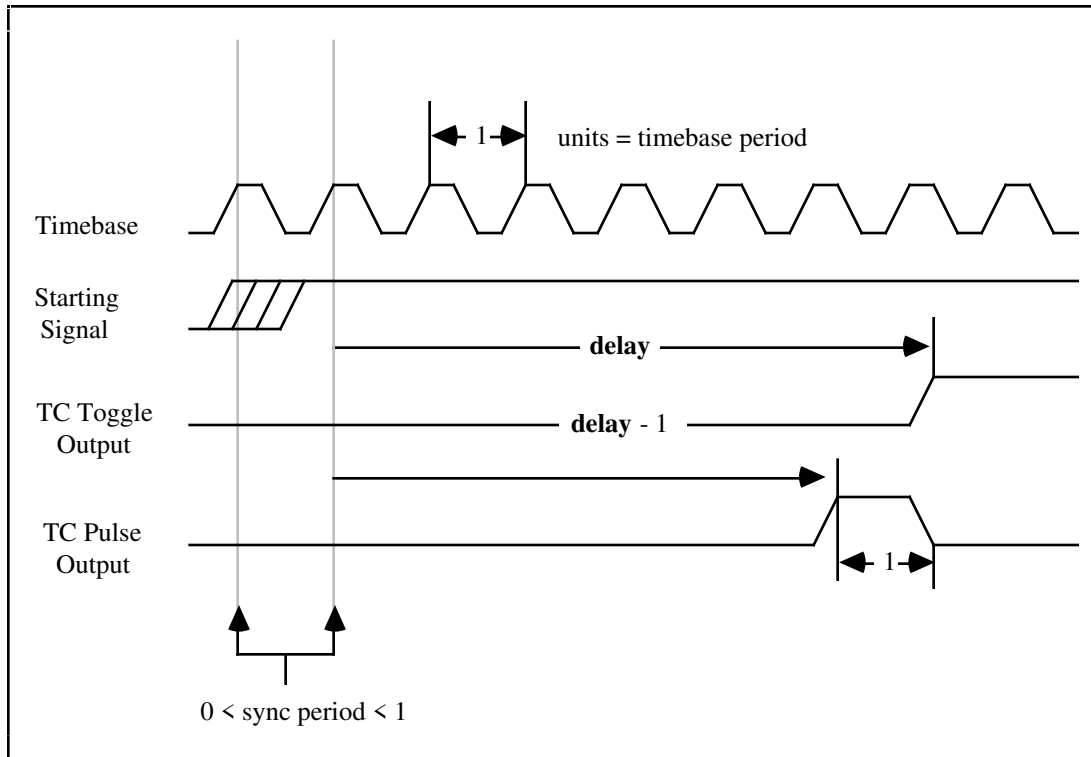 1
units = timebase period
Timebase
Starting
Signal
delay
TC Toggle
Output
delay - 1
TC Pulse
Output
1
0 < sync period < 1